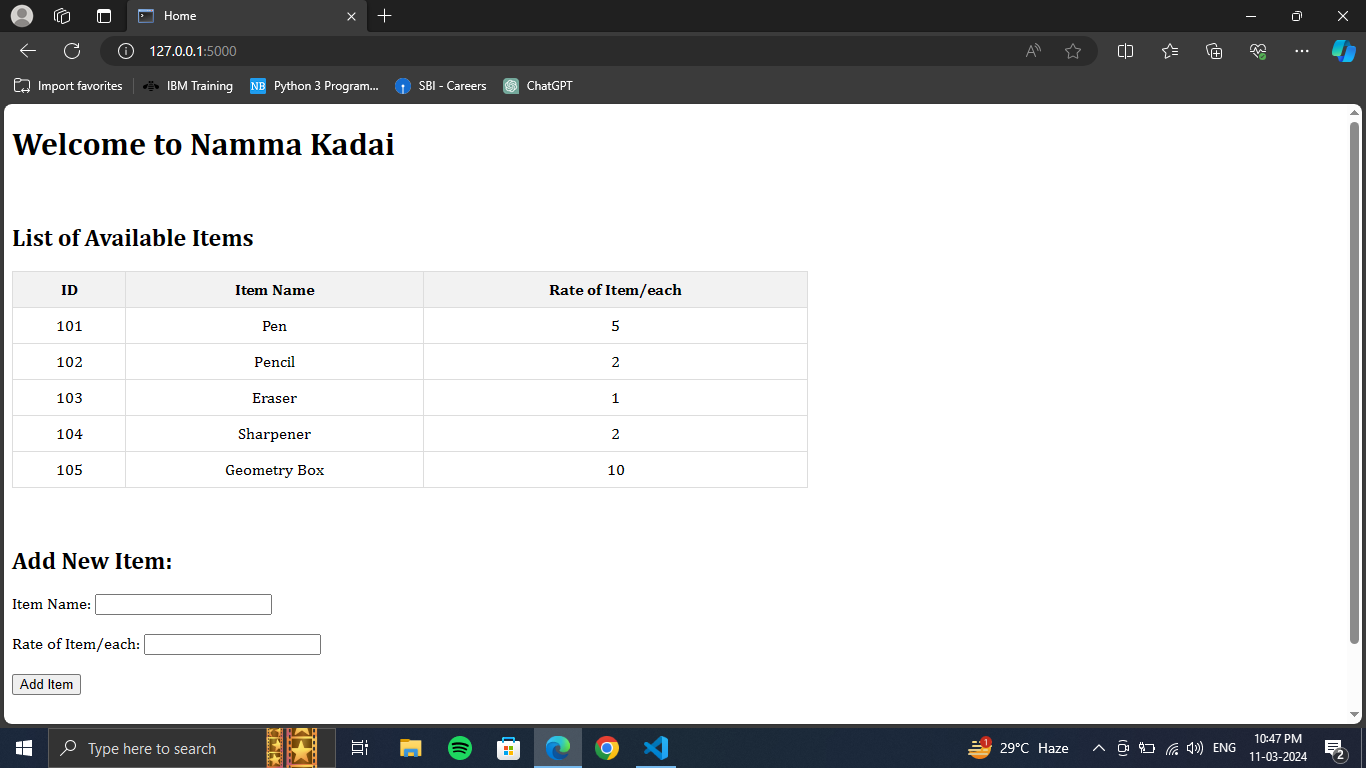 Home
127.0.0.1:5000
Import favorites IBM Training NB Python 3 Program... SBI - Careers ChatGPT
Welcome to Namma Kadai
List of Available Items
ID Item Name Rate of Item/each
101 Pen 5
102 Pencil 2
103 Eraser 1
104 Sharpener 2
105 Geometry Box 10
Add New Item:
Item Name:
Rate of Item/each:
Add Item
Type here to search 1 29°C Haze ENG 10:47 PM
11-03-2024 2